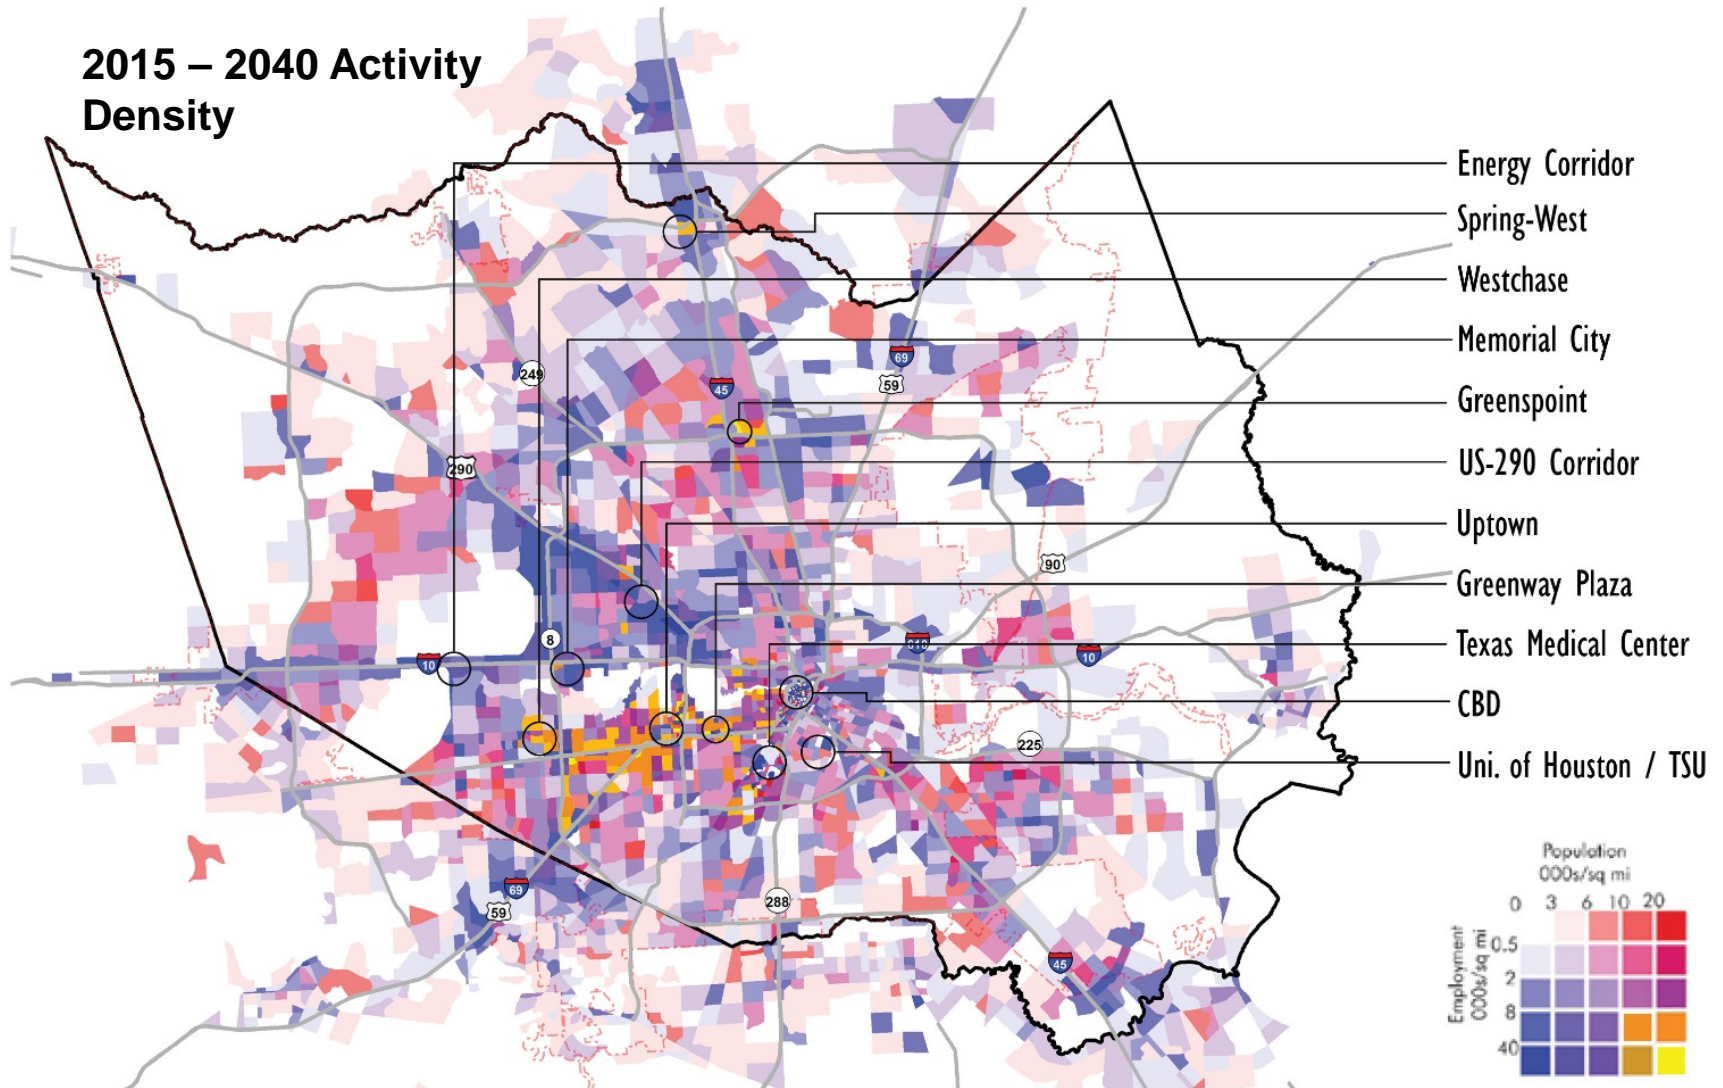 2015 – 2040 Activity
Density
Energy Corridor
Spring-West
Westchase
Memorial City
Greenspoint
US-290 Corridor
Uptown
Greenway Plaza
Texas Medical Center
CBD
Uni. of Houston / TSU
249
45
69
59
290
90
8
10
610
10
225
69
59
288
45
Population
000s/sq mi
0 3 6 10 20
Employment
000s/sq mi
0.5
2
8
40